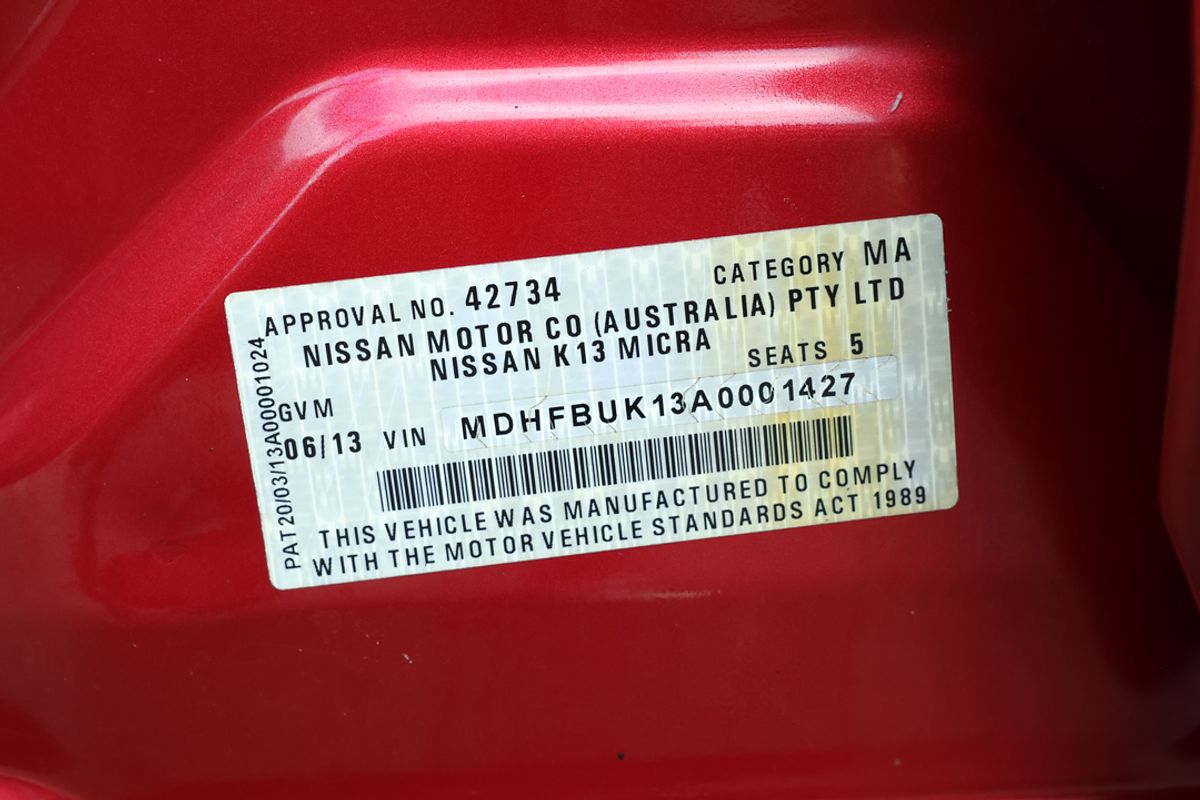 APPROVAL NO. 42734 CATEGORY MA
NISSAN MOTOR CO (AUSTRALIA) PTY LTD
NISSAN K13 MICRA
SEATS 5
GVM
06/13 VIN MDHFBUK13A0001427
THIS VEHICLE WAS MANUFACTURED TO COMPLY
WITH THE MOTOR VEHICLE STANDARDS ACT 1989
PAT20/03/13A00001024